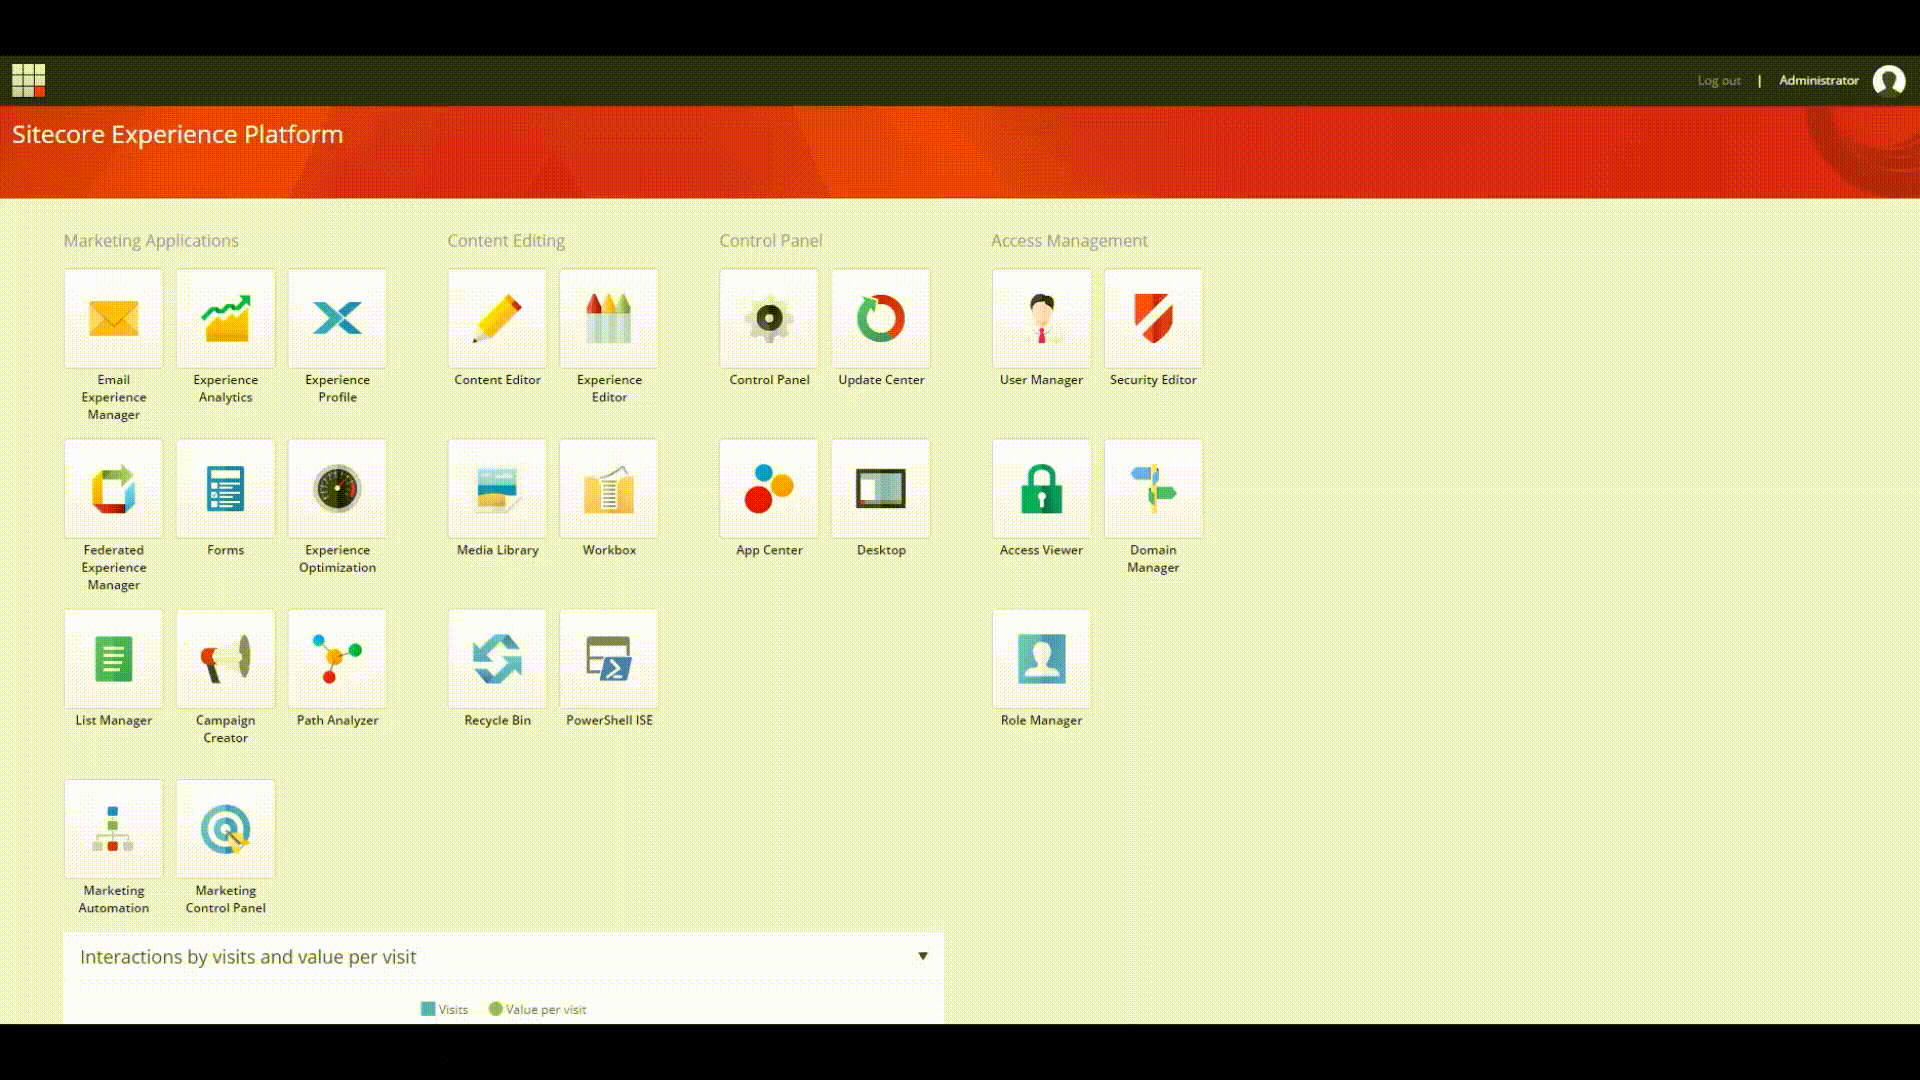 Log out | Administrator
Sitecore Experience Platform
Marketing Applications
Email
Experience
Manager
Experience
Analytics
Experience
Profile
Federated
Experience
Manager
Forms
Experience
Optimization
List Manager
Campaign
Creator
Path Analyzer
Marketing
Automation
Marketing
Control Panel
Content Editing
Content Editor
Experience
Editor
Media Library
Workbox
Recycle Bin
PowerShell ISE
Control Panel
Control Panel
Update Center
App Center
Desktop
Access Management
User Manager
Security Editor
Access Viewer
Domain
Manager
Role Manager
Interactions by visits and value per visit
Visits
Value per visit